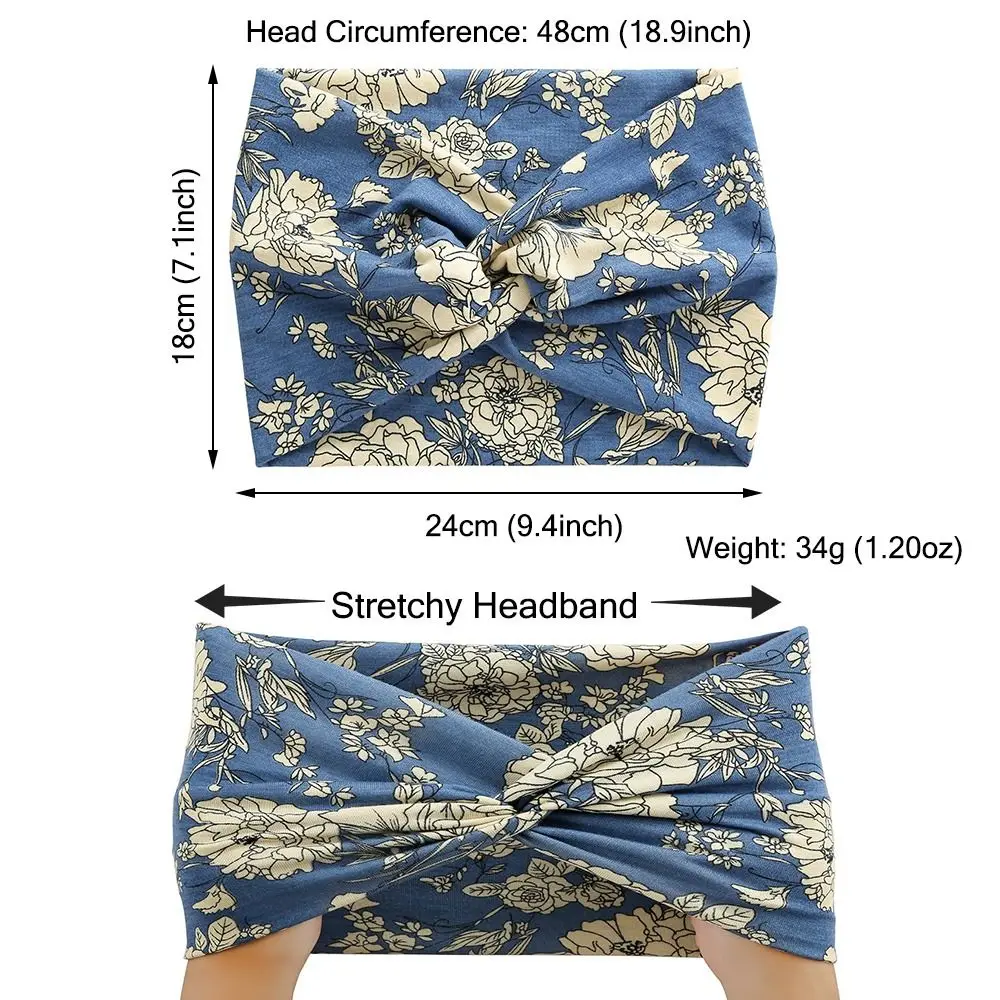 Head Circumference: 48cm (18.9inch)
18cm (7.1inch)
24cm (9.4inch)
Weight: 34g (1.20oz)
Stretchy Headband